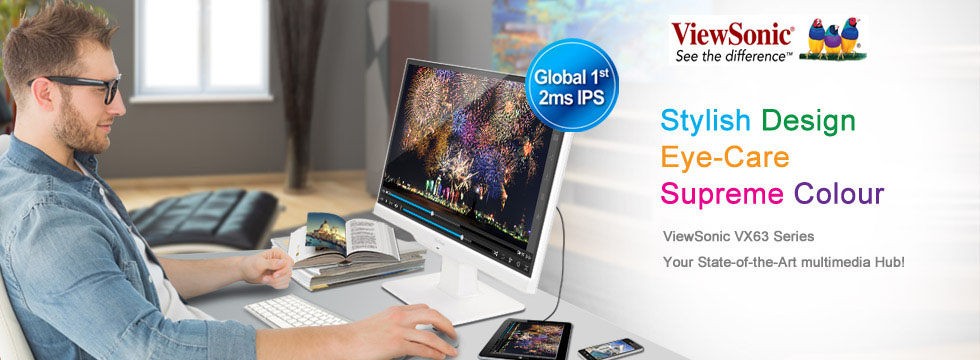 Global 1st
2ms IPS
ViewSonic®
See the difference™
Stylish Design
Eye-Care
Supreme Colour
ViewSonic VX63 Series
Your State-of-the-Art multimedia Hub!